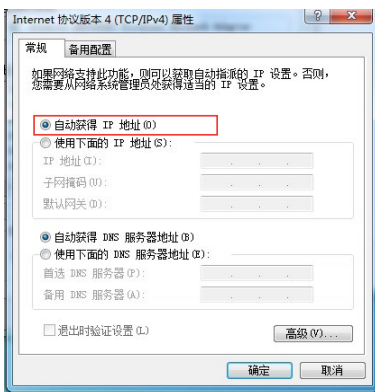 Internet 协议版本 4 (TCP/IPv4) 属性
常规
备用配置
如果网络支持此功能，则可以获取自动指派的 IP 设置。否则，
您需要从网络系统管理员处获得适当的 IP 设置。
自动获得 IP 地址(O)
使用下面的 IP 地址(S):
IP 地址(I):
子网掩码(U):
默认网关(D):
自动获得 DNS 服务器地址(B)
使用下面的 DNS 服务器地址(E):
首选 DNS 服务器(P):
备用 DNS 服务器(A):
退出时验证设置(L)
高级(V)...
确定
取消